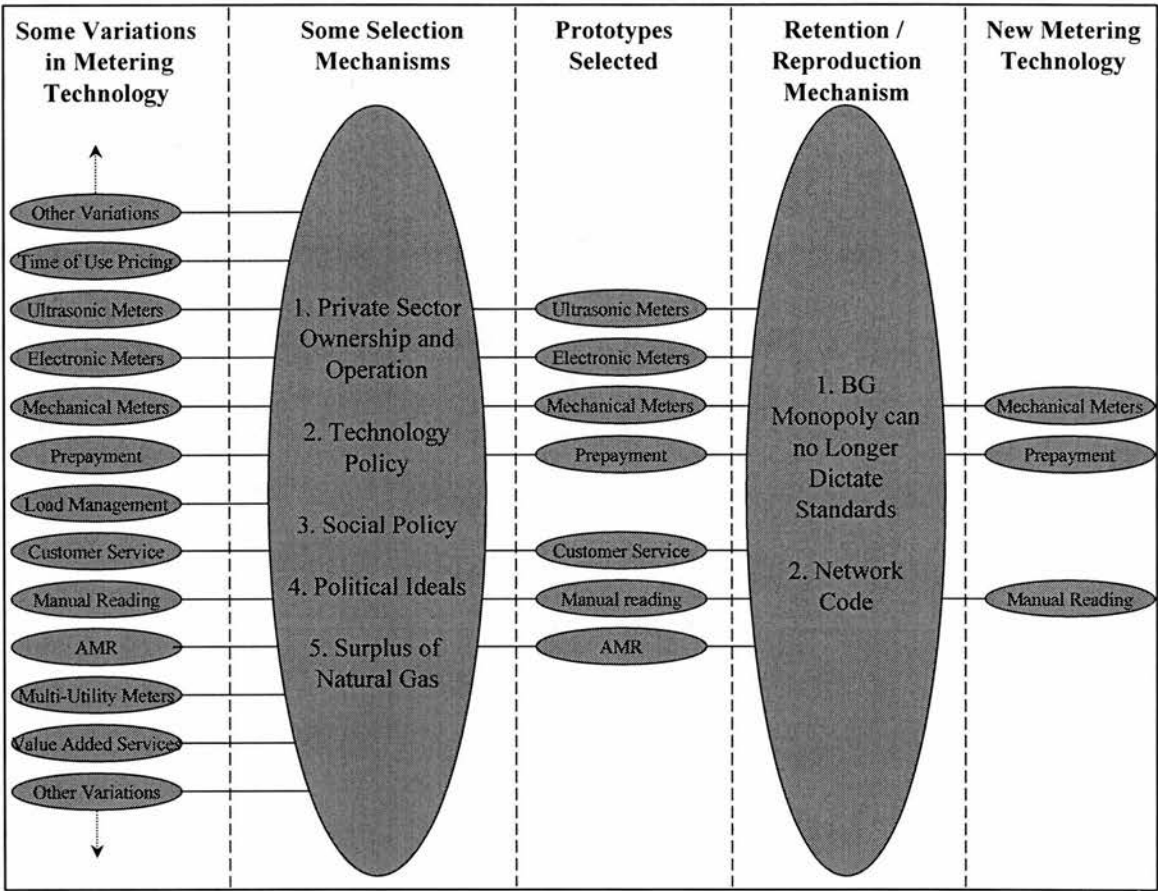 Some Variations
in Metering
Technology
Some Selection
Mechanisms
Prototypes
Selected
Retention /
Reproduction
Mechanism
New Metering
Technology
Other Variations
Time of Use Pricing
Ultrasonic Meters
Electronic Meters
Mechanical Meters
Prepayment
Load Management
Customer Service
Manual Reading
AMR
Multi-Utility Meters
Value Added Services
Other Variations
1. Private Sector
Ownership and
Operation
2. Technology
Policy
3. Social Policy
4. Political Ideals
5. Surplus of
Natural Gas
Ultrasonic Meters
Electronic Meters
Mechanical Meters
Prepayment
Customer Service
Manual reading
AMR
1. BG
Monopoly can
no Longer
Dictate
Standards
2. Network
Code
Mechanical Meters
Prepayment
Manual Reading